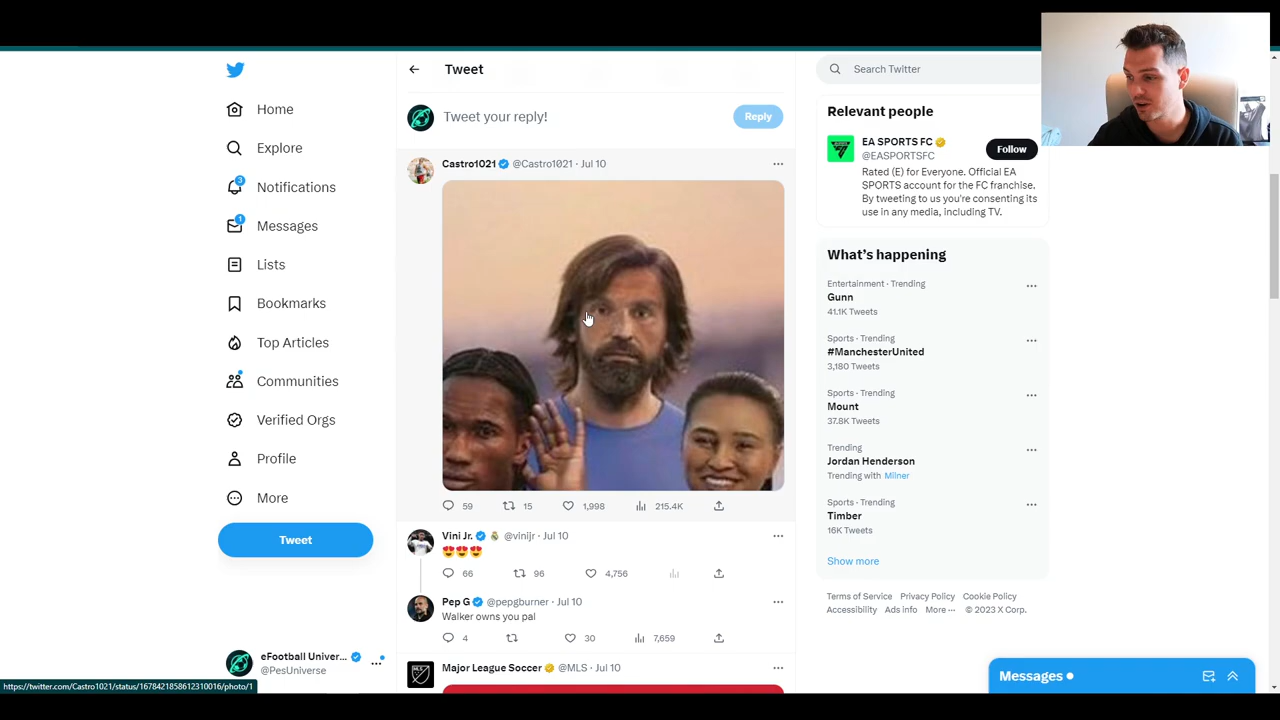 Tweet
Search Twitter
Home
Explore
3
Notifications
1
Messages
Lists
Bookmarks
Top Articles
Communities
Verified Orgs
Profile
More
Tweet
eFootball Univer...
@PesUniverse
https://twitter.com/Castro1021/status/1678421858612310016/photo/1
Tweet your reply!
Reply
Castro1021 @Castro1021 · Jul 10
59 15 1,998 215.4K
Vini Jr. @vinijr · Jul 10
66 96 4,756
Pep G @pepgburner · Jul 10
Walker owns you pal
4 30 7,659
Major League Soccer @MLS · Jul 10
Relevant people
EA SPORTS FC
@EASPORTSFC
Follow
Rated (E) for Everyone. Official EA
SPORTS account for the FC franchise.
By tweeting to us you're consenting its
use in any media, including TV.
What's happening
Entertainment · Trending
Gunn
41.1K Tweets
Sports · Trending
#ManchesterUnited
3,180 Tweets
Sports · Trending
Mount
37.8K Tweets
Trending
Jordan Henderson
Trending with Milner
Sports · Trending
Timber
16K Tweets
Show more
Terms of Service Privacy Policy Cookie Policy
Accessibility Ads info More ··· © 2023 X Corp.
Messages